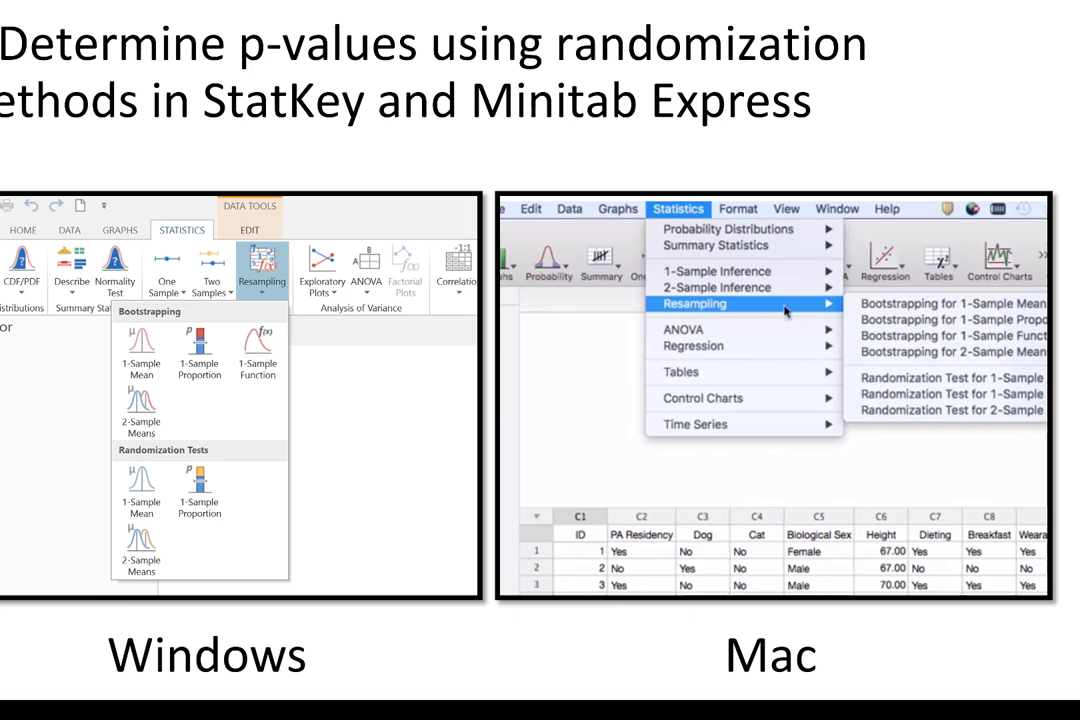 Determine p-values using randomization
ethods in StatKey and Minitab Express
DATA TOOLS
HOME DATA GRAPHS STATISTICS EDIT
CDF/PDF Describe Normality Test One Sample Two Samples Resampling Exploratory Plots ANOVA Factorial Plots Correlatio
stributions Summary Stat Analysis of Variance
or
Bootstrapping
1-Sample Mean 1-Sample Proportion 1-Sample Function
2-Sample Means
Randomization Tests
1-Sample Mean 1-Sample Proportion
2-Sample Means
e Edit Data Graphs Statistics Format View Window Help
hs Probability Summary One A Regression Tables Control Charts
Probability Distributions
Summary Statistics
1-Sample Inference
2-Sample Inference
Resampling
ANOVA
Regression
Tables
Control Charts
Time Series
Bootstrapping for 1-Sample Mean
Bootstrapping for 1-Sample Propo
Bootstrapping for 1-Sample Funct
Bootstrapping for 2-Sample Mean
Randomization Test for 1-Sample
Randomization Test for 1-Sample
Randomization Test for 2-Sample
C1 C2 C3 C4 C5 C6 C7 C8
ID PA Residency Dog Cat Biological Sex Height Dieting Breakfast Weara
1 1 Yes No No Female 67.00 Yes Yes Yes
2 2 No Yes No Male 67.00 No No No
3 3 Yes No No Male 70.00 Yes Yes Yes
Windows Mac